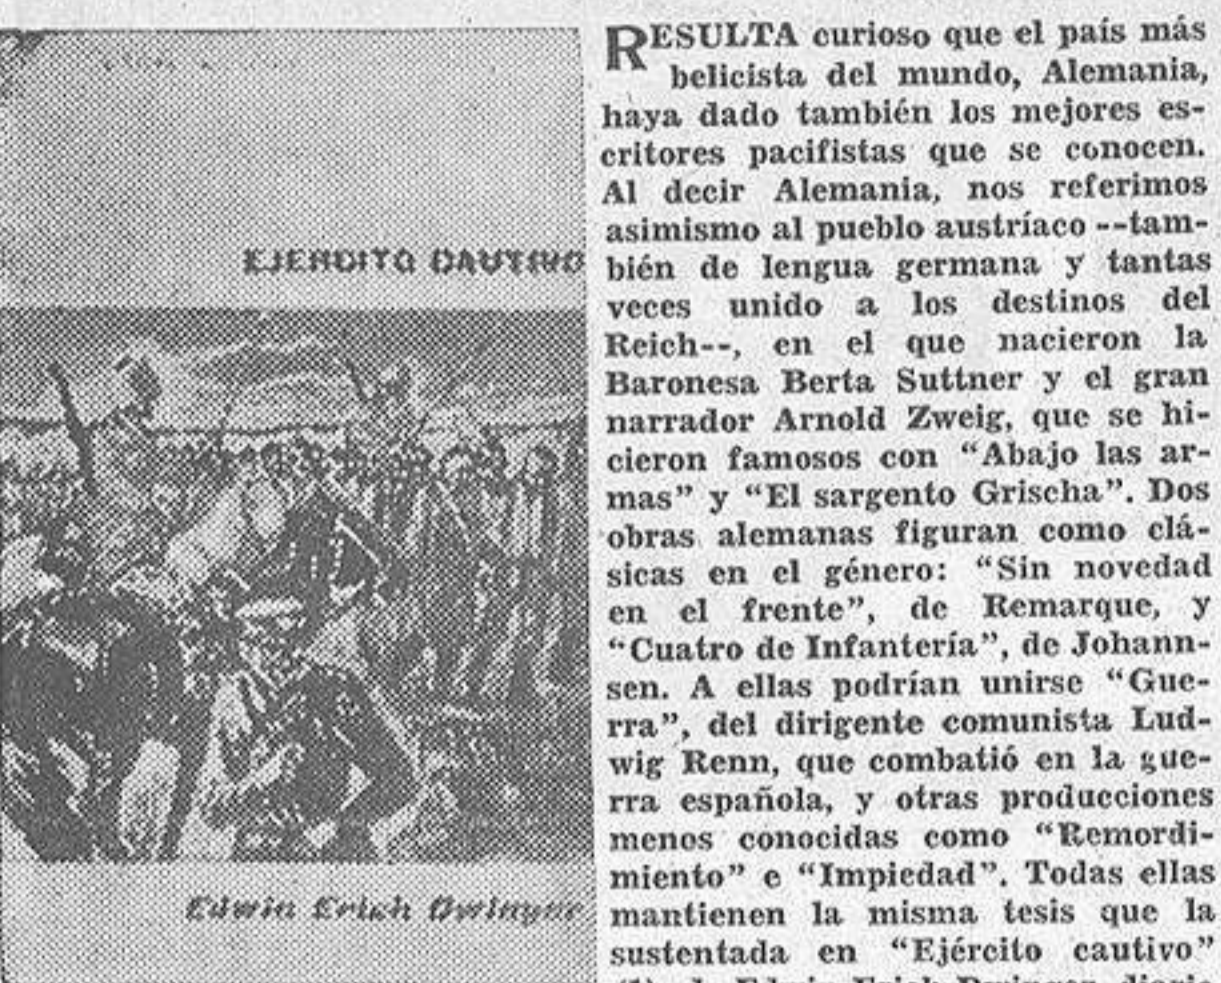 EJERCITO CAUTIVO
Edwin Erich Dwinger
RESULTA curioso que el país más
belicista del mundo, Alemania,
haya dado también los mejores es-
critores pacifistas que se conocen.
Al decir Alemania, nos referimos
asimismo al pueblo austríaco --tam-
bién de lengua germana y tantas
veces unido a los destinos del
Reich--, en el que nacieron la
Baronesa Berta Suttner y el gran
narrador Arnold Zweig, que se hi-
cieron famosos con “Abajo las ar-
mas” y “El sargento Grischa”. Dos
obras alemanas figuran como clá-
sicas en el género: “Sin novedad
en el frente”, de Remarque, y
“Cuatro de Infantería”, de Johann-
sen. A ellas podrían unirse “Gue-
rra”, del dirigente comunista Lud-
wig Renn, que combatió en la gue-
rra española, y otras producciones
menos conocidas como “Remordi-
miento” e “Impiedad”. Todas ellas
mantienen la misma tesis que la
sustentada en “Ejército cautivo”